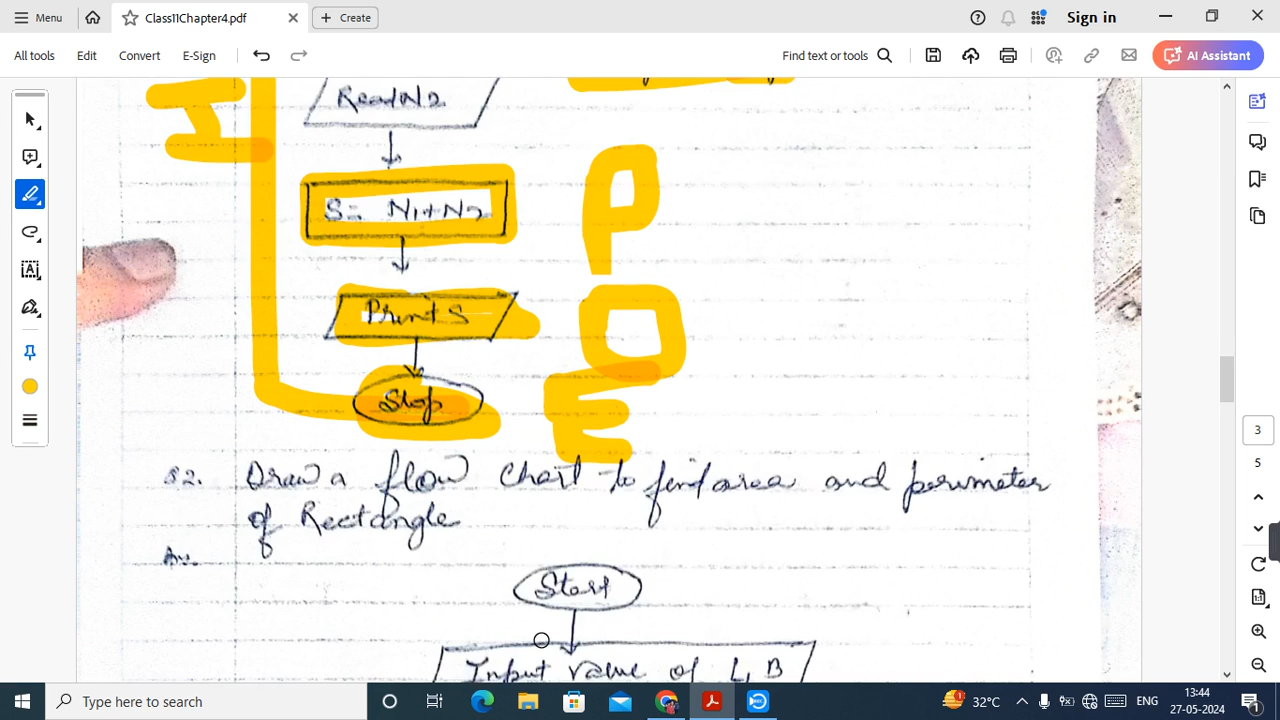 Menu
Class11Chapter4.pdf
Create
Sign in
All tools
Edit
Convert
E-Sign
Find text or tools
AI Assistant
Read N2
I
S = N1+N2
P
Print S
O
Stop
E
32. Draw a flow chart to find area and perimeter
of Rectangle
Ans.
Start
Input value of L, B
3
5
Type here to search
1
32°C
ENG
13:44
27-05-2024